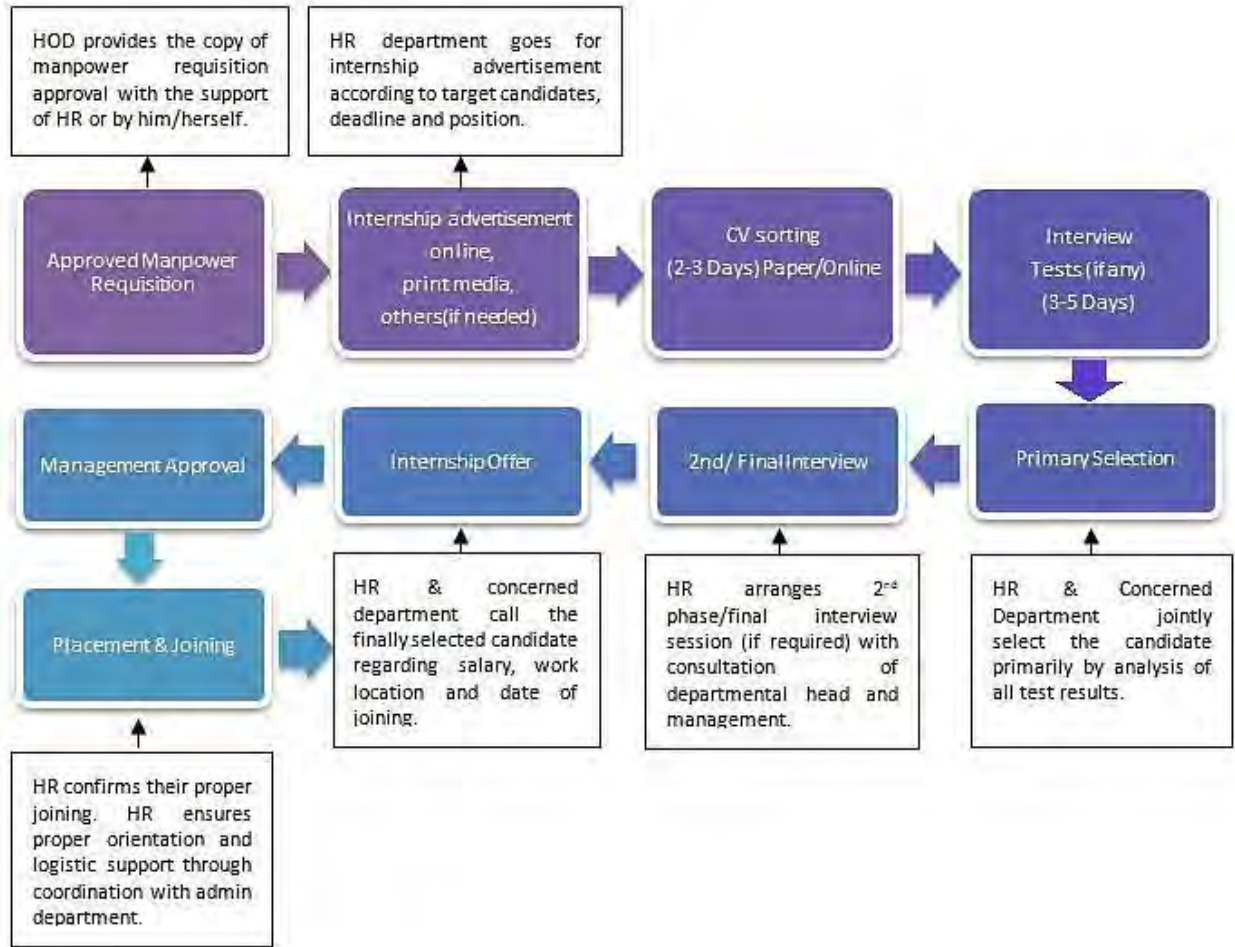 HOD provides the copy of
manpower requisition
approval with the support
of HR or by him/herself.
HR department goes for
internship advertisement
according to target candidates,
deadline and position.
Approved Manpower
Requisition
Internship advertisement
online,
print media,
others(if needed)
CV sorting
(2-3 Days) Paper/Online
Interview
Tests (if any)
(3-5 Days)
Management Approval
Internship Offer
2nd/ Final Interview
Primary Selection
Placement & Joining
HR & concerned
department call the
finally selected candidate
regarding salary, work
location and date of
joining.
HR arranges 2nd
phase/final interview
session (if required) with
consultation of
departmental head and
management.
HR & Concerned
Department jointly
select the candidate
primarily by analysis of
all test results.
HR confirms their proper
joining. HR ensures
proper orientation and
logistic support through
coordination with admin
department.